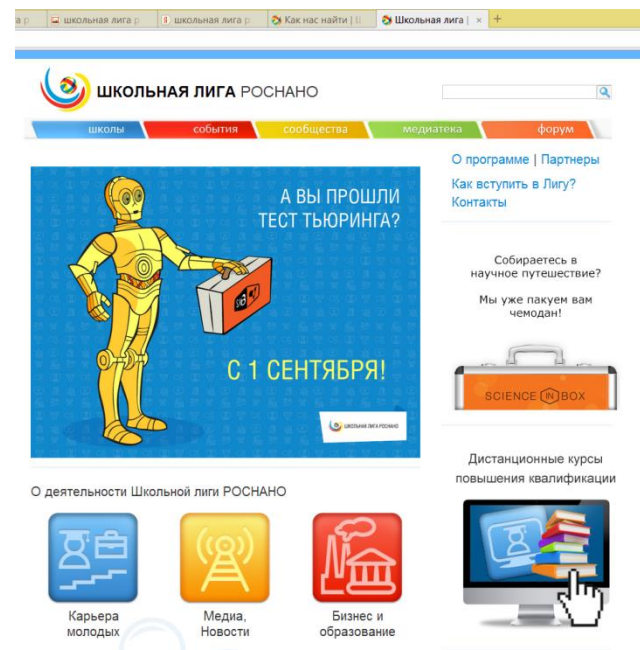 школьная лига р
школьная лига р
Как нас найти |
Школьная лига |
ШКОЛЬНАЯ ЛИГА РОСНАНО
школы
события
сообщества
медиатека
форум
О программе | Партнеры
Как вступить в Лигу?
Контакты
А ВЫ ПРОШЛИ
ТЕСТ ТЬЮРИНГА?
С 1 СЕНТЯБРЯ!
ШКОЛЬНАЯ ЛИГА РОСНАНО
Собираетесь в
научное путешествие?
Мы уже пакуем вам
чемодан!
SCIENCE IN BOX
Дистанционные курсы
повышения квалификации
О деятельности Школьной лиги РОСНАНО
Карьера
молодых
Медиа,
Новости
Бизнес и
образование